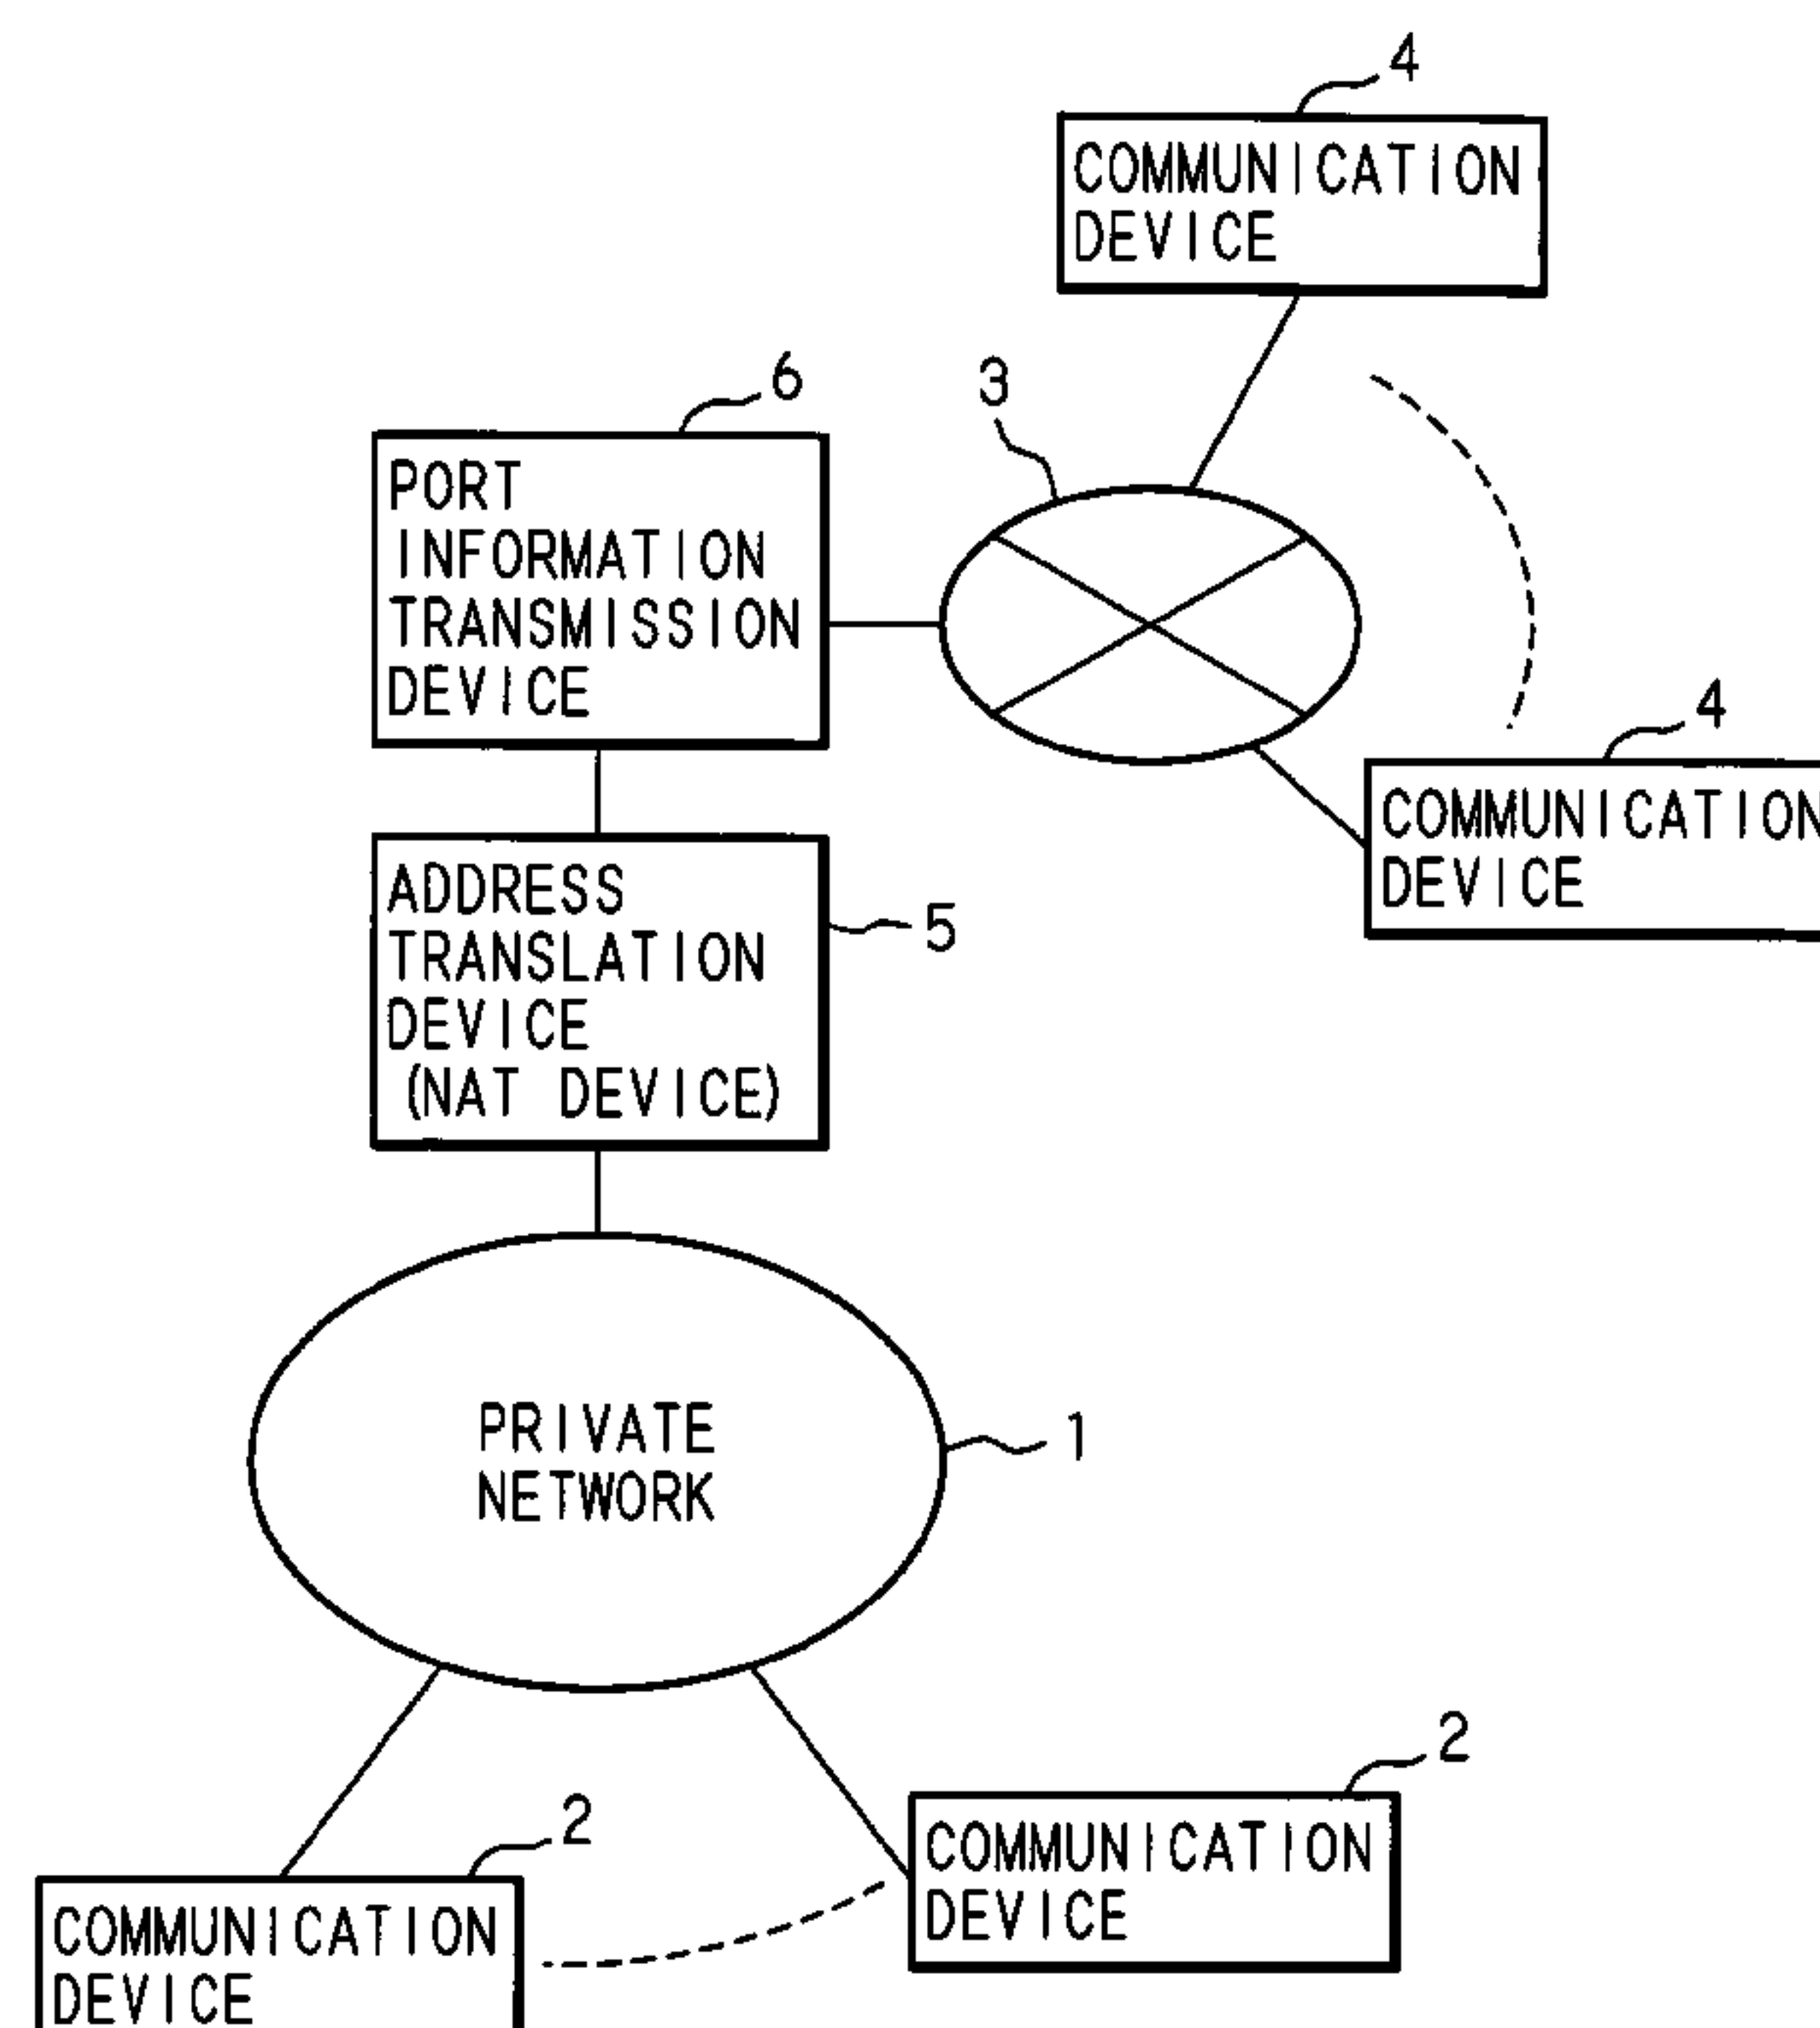 4
COMMUNICATION
DEVICE
6
3
PORT
INFORMATION
TRANSMISSION
DEVICE
4
COMMUNICATION
DEVICE
ADDRESS
TRANSLATION
DEVICE
(NAT DEVICE)
5
PRIVATE
NETWORK
1
2
COMMUNICATION
DEVICE
2
COMMUNICATION
DEVICE